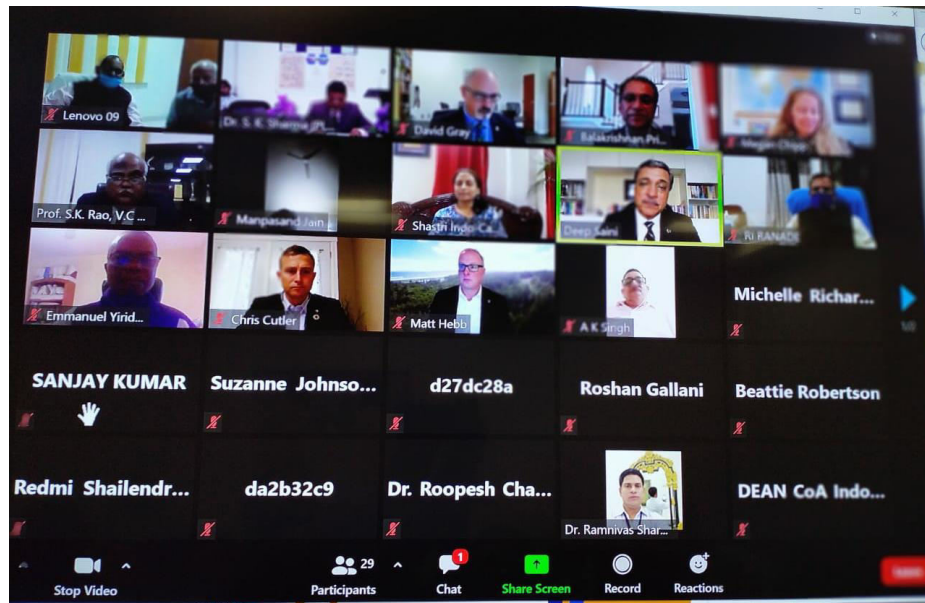 Lenovo 09
Dr. S. K. Sharma
David Gray
Balakrishnan Pri...
Megan
Prof. S.K. Rao, V.C ...
Manpasand Jain
Shastri Indo-Ca...
Deep Saini
RI RANADE
Emmanuel Yirid...
Chris Cutler
Matt Hebb
A K Singh
Michelle Richar...
SANJAY KUMAR
Suzanne Johnso...
d27dc28a
Roshan Gallani
Beattie Robertson
Redmi Shailendr...
da2b32c9
Dr. Roopesh Cha...
Dr. Ramnivas Shar...
DEAN CoA Indo...
Stop Video
29
Participants
1
Chat
Share Screen
Record
Reactions